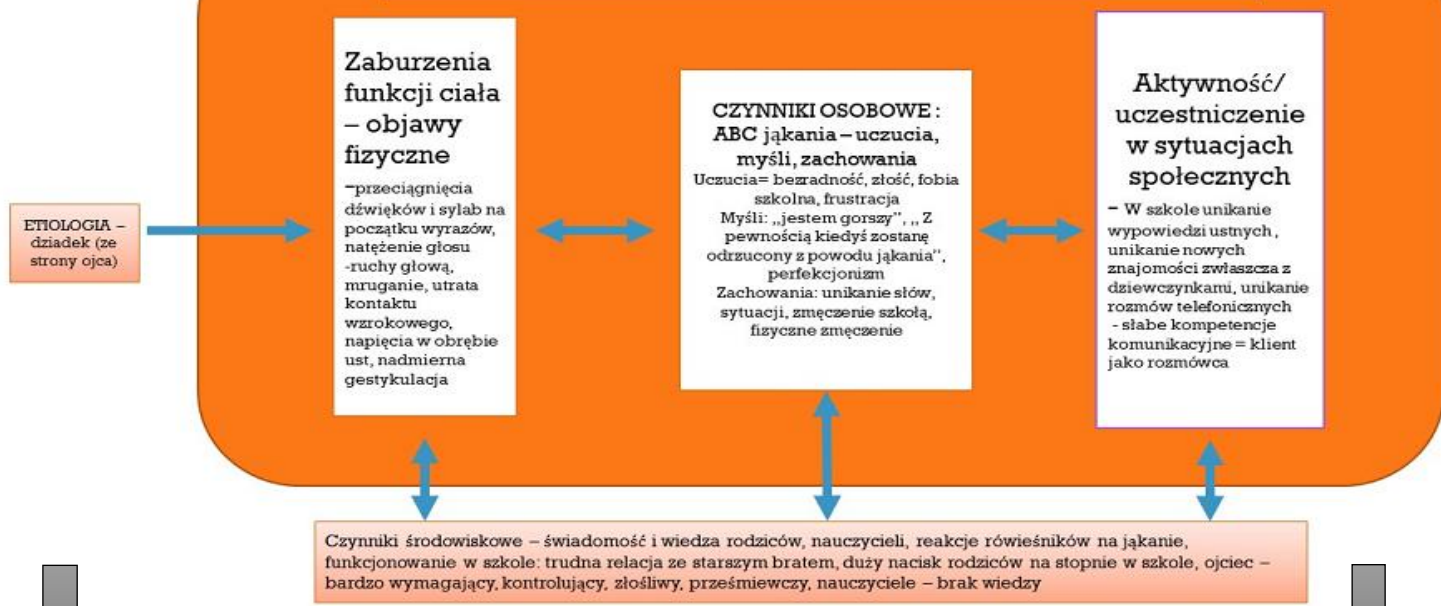 ETIOLOGIA –
dziadek (ze
strony ojca)
Zaburzenia
funkcji ciała
– objawy
fizyczne
–przeciągnięcia
dźwięków i sylab na
początku wyrazów,
natężenie głosu
-ruchy głową,
mruganie, utrata
kontaktu
wzrokowego,
napięcia w obrębie
ust, nadmierna
gestykulacja
CZYNNIKI OSOBOWE :
ABC jąkania – uczucia,
myśli, zachowania
Uczucia= bezradność, złość, fobia
szkolna, frustracja
Myśli: „jestem gorszy”, „ Z
pewnością kiedyś zostanę
odrzucony z powodu jąkania”,
perfekcjonizm
Zachowania: unikanie słów,
sytuacji, zmęczenie szkołą,
fizyczne zmęczenie
Aktywność/
uczestniczenie
w sytuacjach
społecznych
– W szkole unikanie
wypowiedzi ustnych ,
unikanie nowych
znajomości zwłaszcza z
dziewczynkami, unikanie
rozmów telefonicznych
- słabe kompetencje
komunikacyjne = klient
jako rozmówca
Czynniki środowiskowe – świadomość i wiedza rodziców, nauczycieli, reakcje rówieśników na jąkanie,
funkcjonowanie w szkole: trudna relacja ze starszym bratem, duży nacisk rodziców na stopnie w szkole, ojciec –
bardzo wymagający, kontrolujący, złośliwy, prześmiewczy, nauczyciele – brak wiedzy